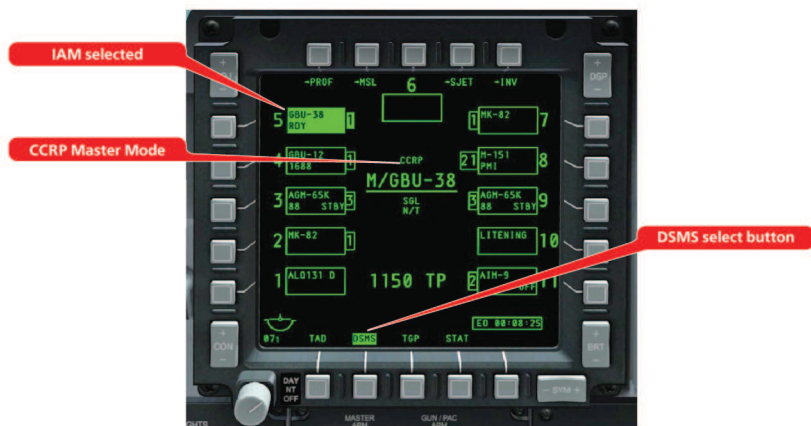 IAM selected
CCRP Master Mode
DSMS select button
DSP
→PROF →MSL 6 →SJET →INV
5 GBU-38 1
RDY
1 MK-82 7
4 GBU-12 1
1688
CCRP
21 M-151 8
PMI
M/GBU-38
3 AGM-65K 3
88 STBY
SGL
N/T
3 AGM-65K 9
88 STBY
2 MK-82 1
LITENING 10
1 ALQ131 D
1150 TP
2 AIM-9 11
OFF
EO 00:08:25
TAD DSMS TGP STAT
CON
BRT
DAY
NT
OFF
- SYM +
MASTER
ARM
GUN / PAC
ARM